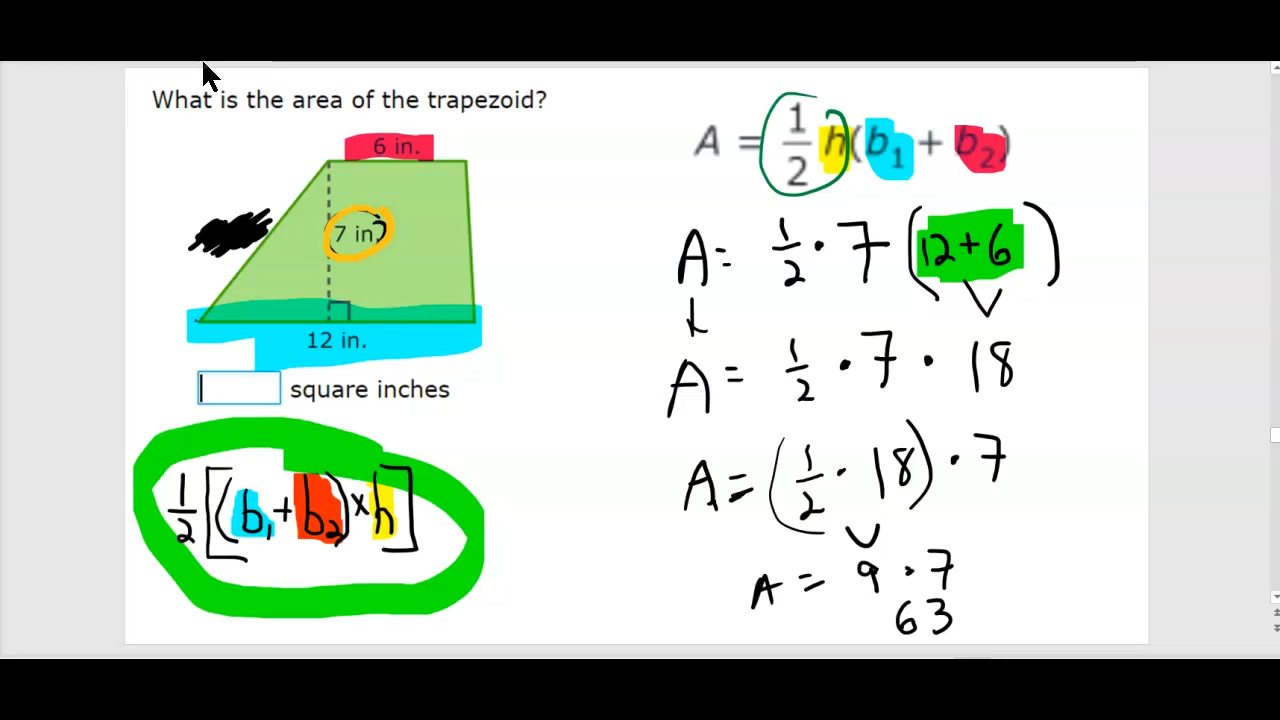 What is the area of the trapezoid?
6 in.
7 in.
12 in.
square inches
1/2 [(b₁ + b₂) × h]
A = 1/2 h(b₁ + b₂)
A = 1/2 · 7 (12 + 6)
A = 1/2 · 7 · 18
A = (1/2 · 18) · 7
A = 9 · 7
63